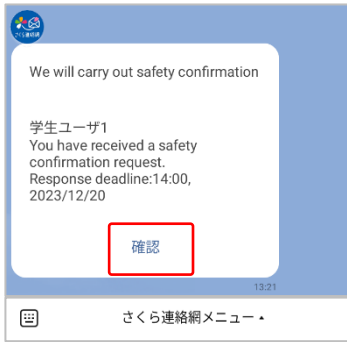 さくら連絡網
We will carry out safety confirmation
学生ユーザ1
You have received a safety
confirmation request.
Response deadline:14:00,
2023/12/20
確認
13:21
さくら連絡網メニュー